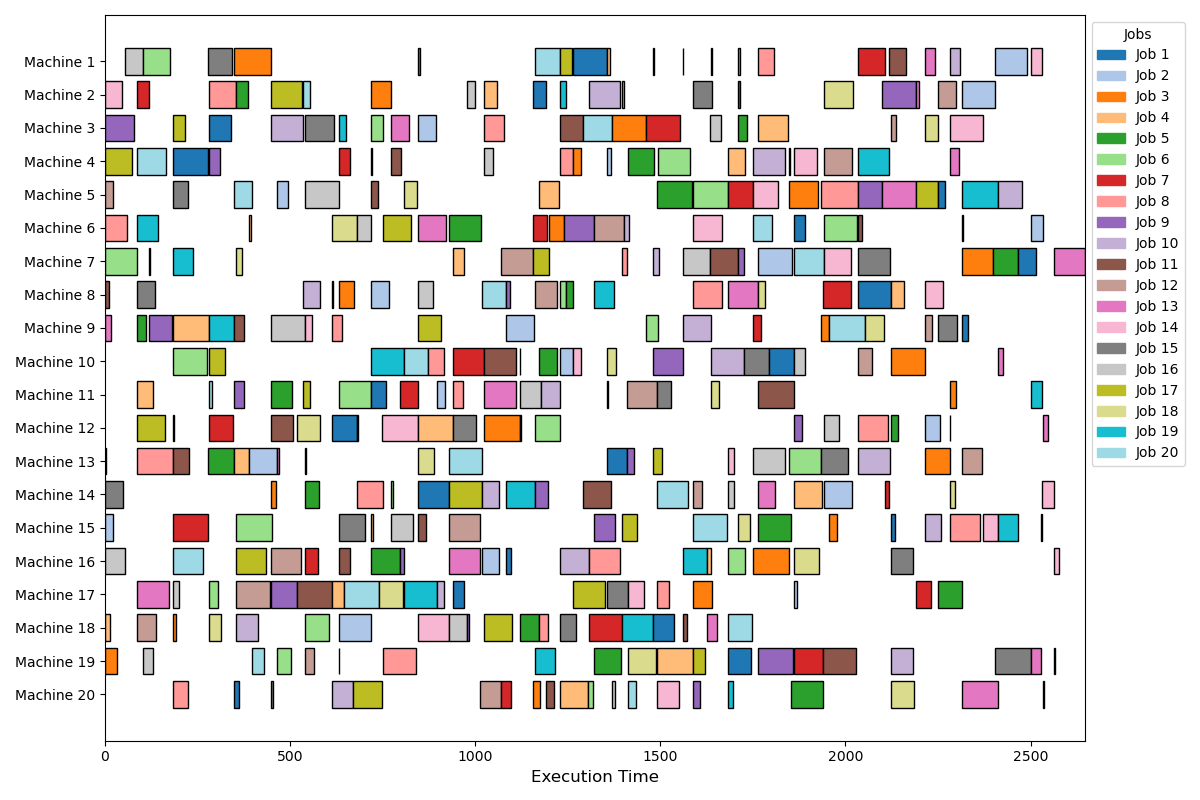 Machine 1
Machine 2
Machine 3
Machine 4
Machine 5
Machine 6
Machine 7
Machine 8
Machine 9
Machine 10
Machine 11
Machine 12
Machine 13
Machine 14
Machine 15
Machine 16
Machine 17
Machine 18
Machine 19
Machine 20
0 500 1000 1500 2000 2500
Execution Time
Jobs
Job 1
Job 2
Job 3
Job 4
Job 5
Job 6
Job 7
Job 8
Job 9
Job 10
Job 11
Job 12
Job 13
Job 14
Job 15
Job 16
Job 17
Job 18
Job 19
Job 20